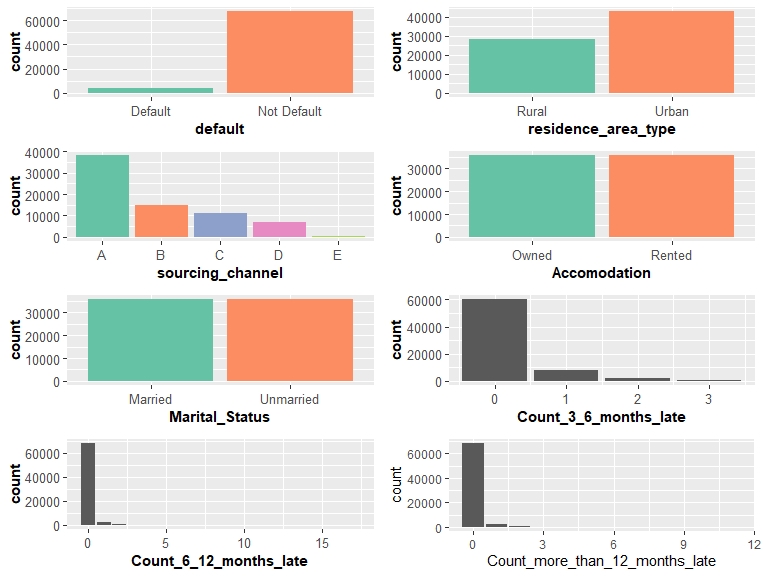 60000
40000
20000
0
count
Default Not Default
default
40000
30000
20000
10000
0
count
Rural Urban
residence_area_type
40000
30000
20000
10000
0
count
A B C D E
sourcing_channel
30000
20000
10000
0
count
Owned Rented
Accomodation
30000
20000
10000
0
count
Married Unmarried
Marital_Status
60000
40000
20000
0
count
0 1 2 3
Count_3_6_months_late
60000
40000
20000
0
count
0 5 10 15
Count_6_12_months_late
60000
40000
20000
0
count
0 3 6 9 12
Count_more_than_12_months_late